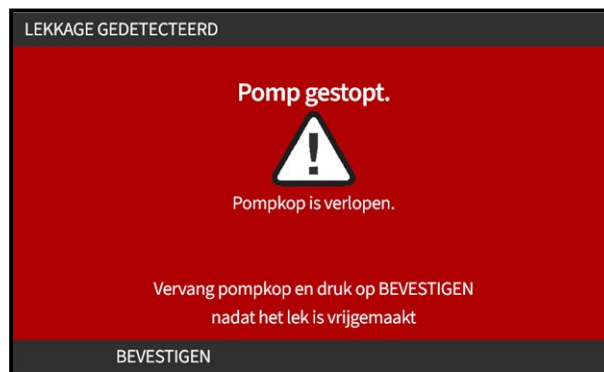 LEKKAGE GEDETECTEERD
Pomp gestopt.
!
Pompkop is verlopen.
Vervang pompkop en druk op BEVESTIGEN
nadat het lek is vrijgemaakt
BEVESTIGEN